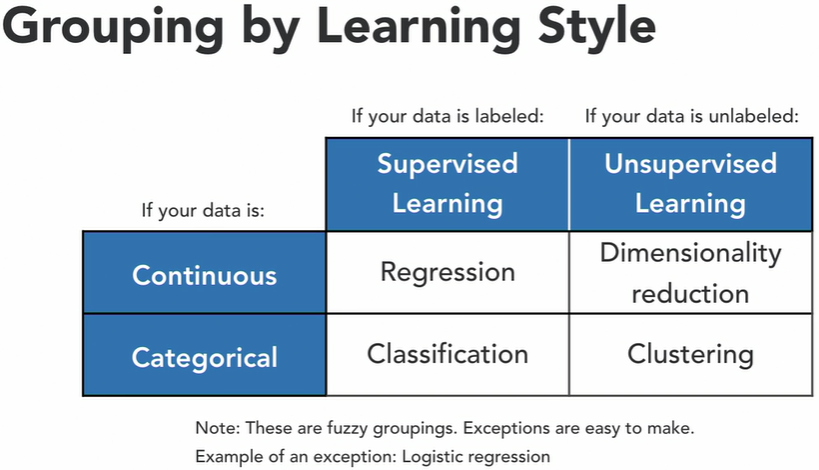 Grouping by Learning Style
If your data is labeled:
If your data is unlabeled:
Supervised
Learning
Unsupervised
Learning
If your data is:
Continuous
Regression
Dimensionality
reduction
Categorical
Classification
Clustering
Note: These are fuzzy groupings. Exceptions are easy to make.
Example of an exception: Logistic regression